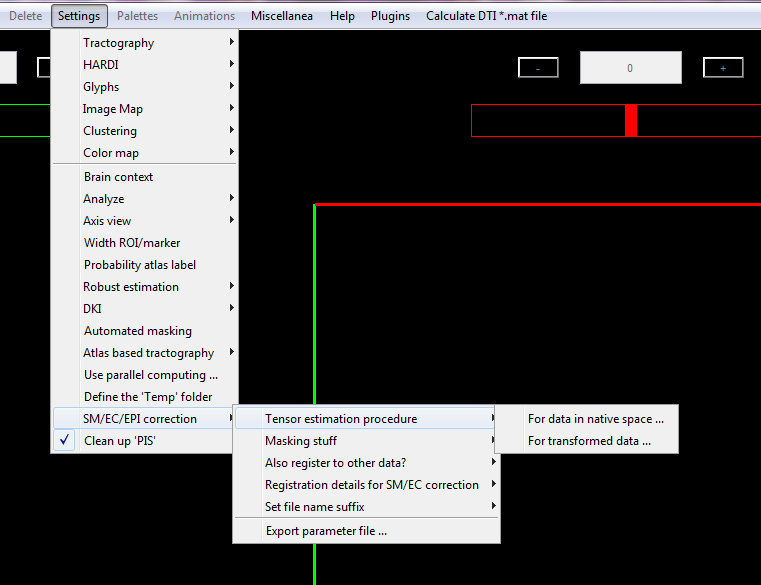 Delete Settings Palettes Animations Miscellanea Help Plugins Calculate DTI *.mat file
- 0 +
Tractography
HARDI
Glyphs
Image Map
Clustering
Color map
Brain context
Analyze
Axis view
Width ROI/marker
Probability atlas label
Robust estimation
DKI
Automated masking
Atlas based tractography
Use parallel computing ...
Define the 'Temp' folder
SM/EC/EPI correction
Clean up 'PIS'
Tensor estimation procedure
Masking stuff
Also register to other data?
Registration details for SM/EC correction
Set file name suffix
Export parameter file ...
For data in native space ...
For transformed data ...